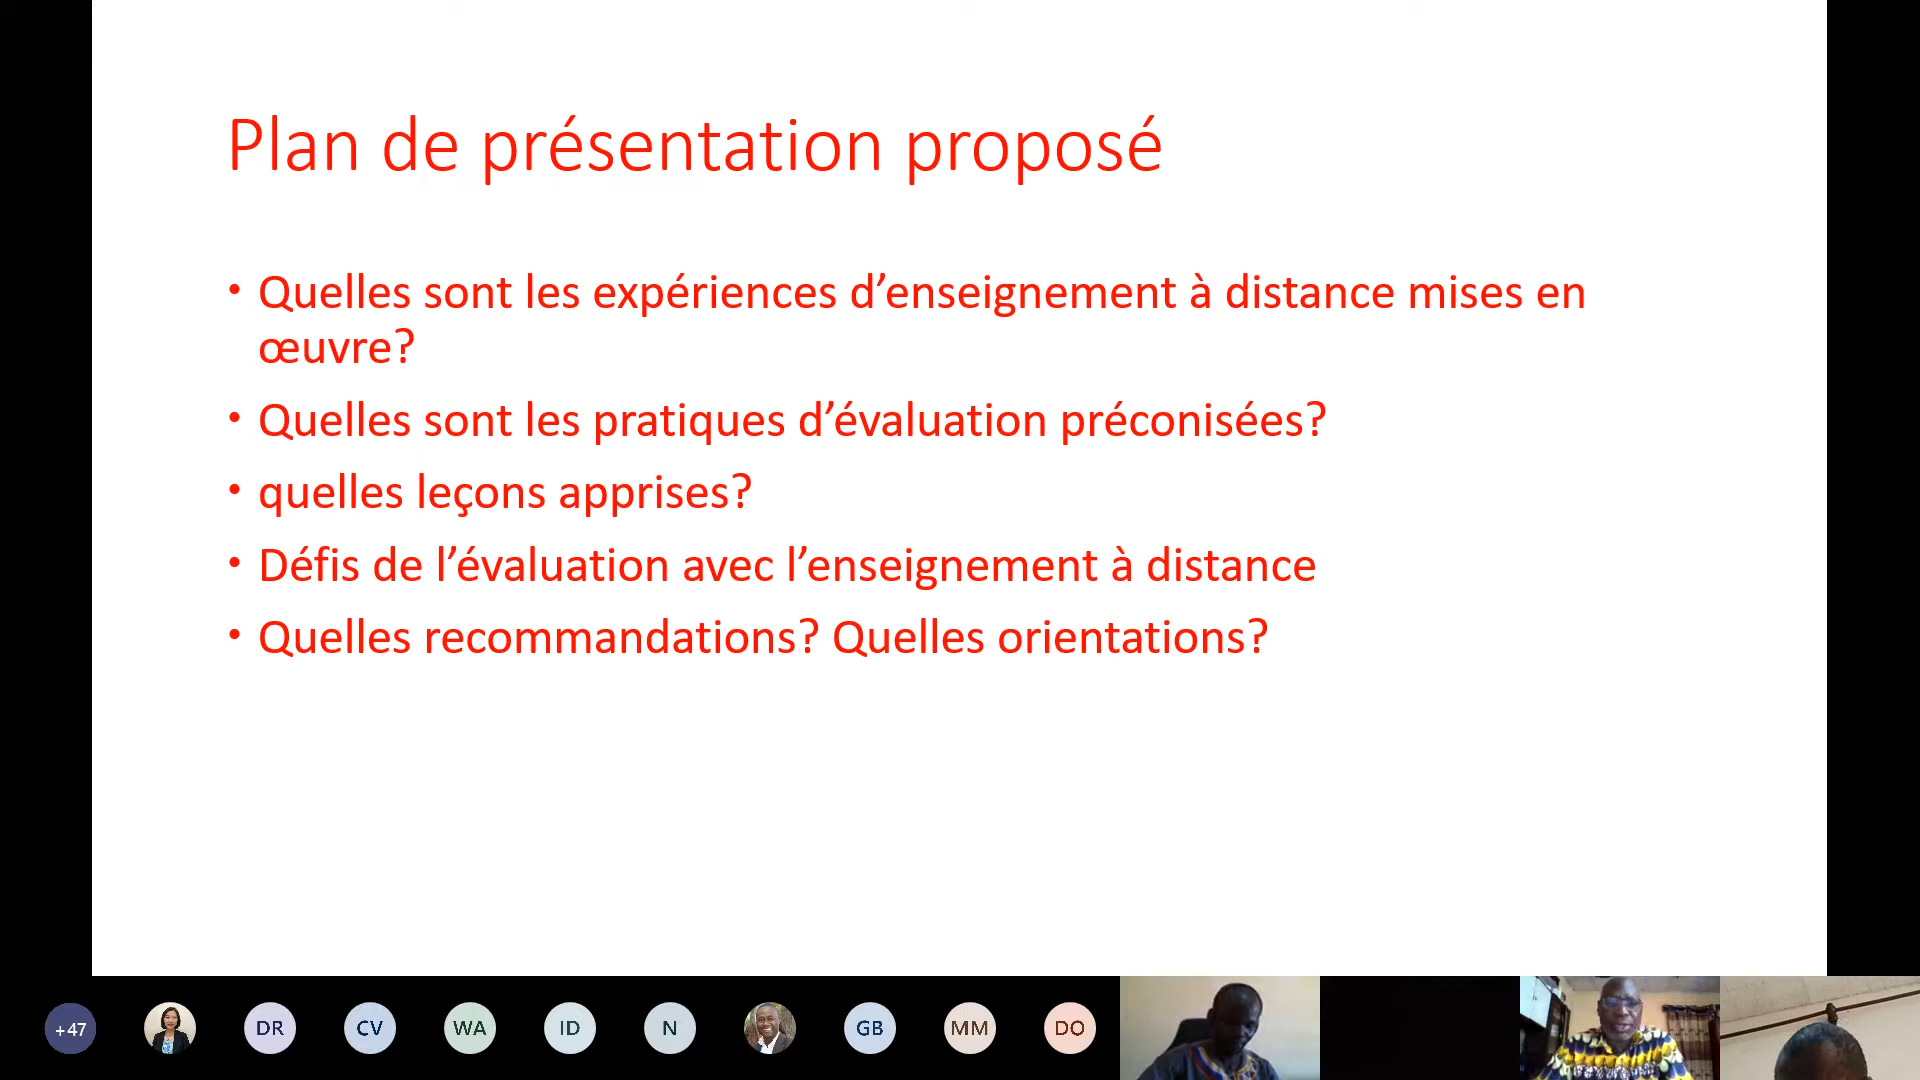 Plan de présentation proposé
• Quelles sont les expériences d’enseignement à distance mises en
œuvre?
• Quelles sont les pratiques d’évaluation préconisées?
• quelles leçons apprises?
• Défis de l’évaluation avec l’enseignement à distance
• Quelles recommandations? Quelles orientations?
+47 DR CV WA ID N GB MM DO